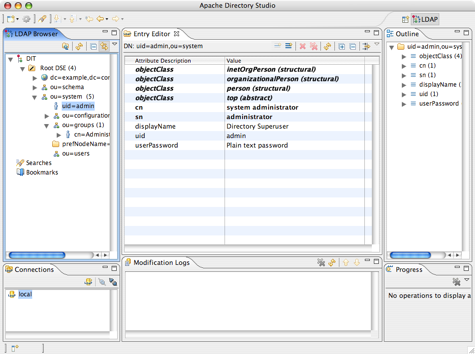 Apache Directory Studio
LDAP
LDAP Browser
DIT
Root DSE (4)
dc=example,dc=com
ou=schema
ou=system (5)
uid=admin
ou=configuration
ou=groups (1)
cn=Adminis
prefNodeName=
ou=users
Searches
Bookmarks
Entry Editor
DN: uid=admin,ou=system
Attribute Description Value
objectClass inetOrgPerson (structural)
objectClass organizationalPerson (structural)
objectClass person (structural)
objectClass top (abstract)
cn system administrator
sn administrator
displayName Directory Superuser
uid admin
userPassword Plain text password
Outline
uid=admin,ou=sys
objectClass (4)
cn (1)
sn (1)
displayName (
uid (1)
userPassword
Connections
local
Modification Logs
Progress
No operations to display a